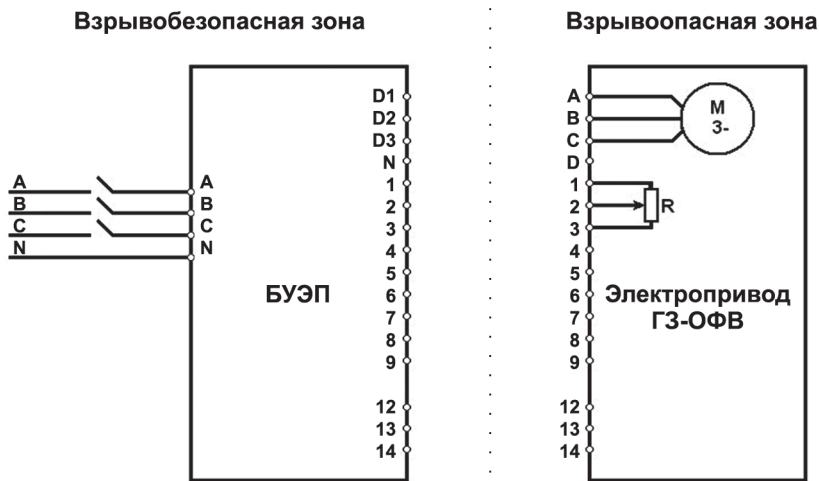 Взрывобезопасная зона
Взрывоопасная зона
A
B
C
N
A
B
C
N
БУЭП
D1
D2
D3
N
1
2
3
4
5
6
7
8
9
12
13
14
A
B
C
D
1
2
3
4
5
6
7
8
9
12
13
14
М
3-
R
Электропривод
ГЗ-ОФВ